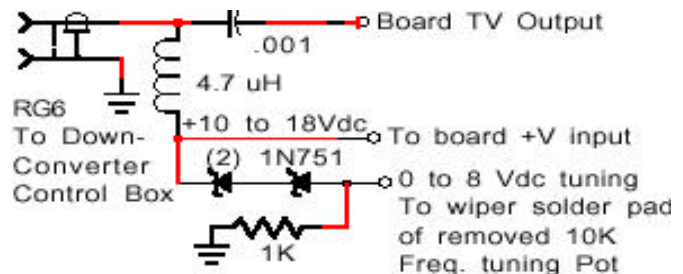 Board TV Output
.001
4.7 uH
RG6
To Down-
Converter
Control Box
+10 to 18Vdc
To board +V input
(2) 1N751
0 to 8 Vdc tuning
To wiper solder pad
of removed 10K
Freq. tuning Pot
1K